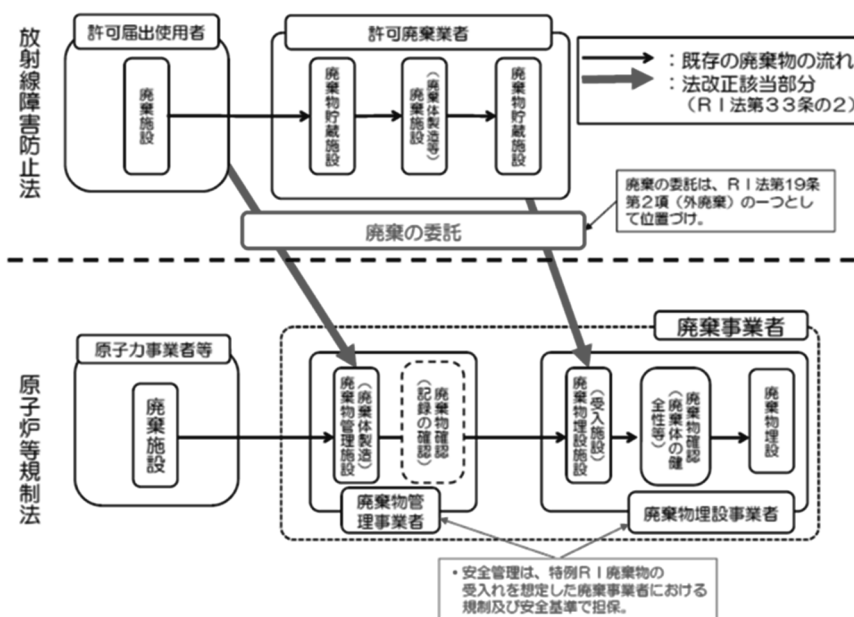 放射線障害防止法
許可届出使用者
廃棄施設
許可廃棄業者
廃棄物貯蔵施設
廃棄施設
(廃棄体製造等)
廃棄物貯蔵施設
:既存の廃棄物の流れ
:法改正該当部分
(RI法第33条の2)
廃棄の委託は、RI法第19条
第2項(外廃棄)の一つとし
て位置づけ。
廃棄の委託
原子炉等規制法
原子力事業者等
廃棄施設
廃棄事業者
廃棄物管理施設
(廃棄体製造)
廃棄物確認
(記録の確認)
廃棄物管
理事業者
廃棄物埋設施設
(受入施設)
廃棄物確認
(廃棄体の健
全性等)
廃棄物埋設
廃棄物埋設事業者
・安全管理は、特例RI廃棄物の
受入れを想定した廃棄事業者における
規制及び安全基準で担保。